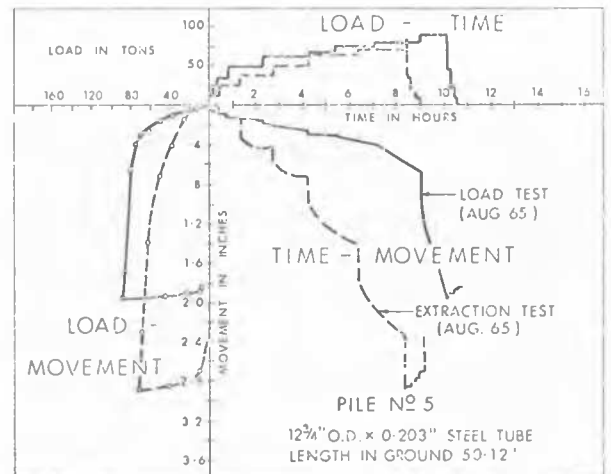 LOAD - TIME
LOAD IN TONS
100
50
160 120 80 40
0
2 4 6 8 10 12 14 16
TIME IN HOURS
4
8
1·2
1·6
2 0
2 4
3·2
3·6
MOVEMENT IN INCHES
LOAD TEST
(AUG 65)
TIME - MOVEMENT
EXTRACTION TEST
(AUG. 65)
LOAD -
MOVEMENT
PILE Nº 5
12¾" O.D. × 0·203" STEEL TUBE
LENGTH IN GROUND 50·12'